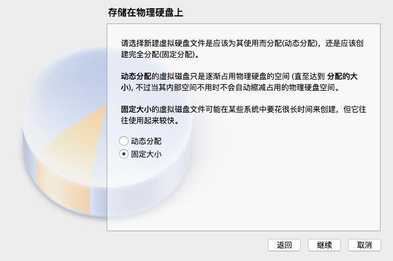 存储在物理硬盘上
请选择新建虚拟硬盘文件是应该为其使用而分配(动态分配)，还是应该创
建完全分配(固定分配)。
动态分配的虚拟磁盘只是逐渐占用物理硬盘的空间 (直至达到 分配的大
小), 不过当其内部空间不用时不会自动缩减占用的物理硬盘空间。
固定大小的虚拟磁盘文件可能在某些系统中要花很长时间来创建，但它往
往使用起来较快。
动态分配
固定大小
返回 继续 取消